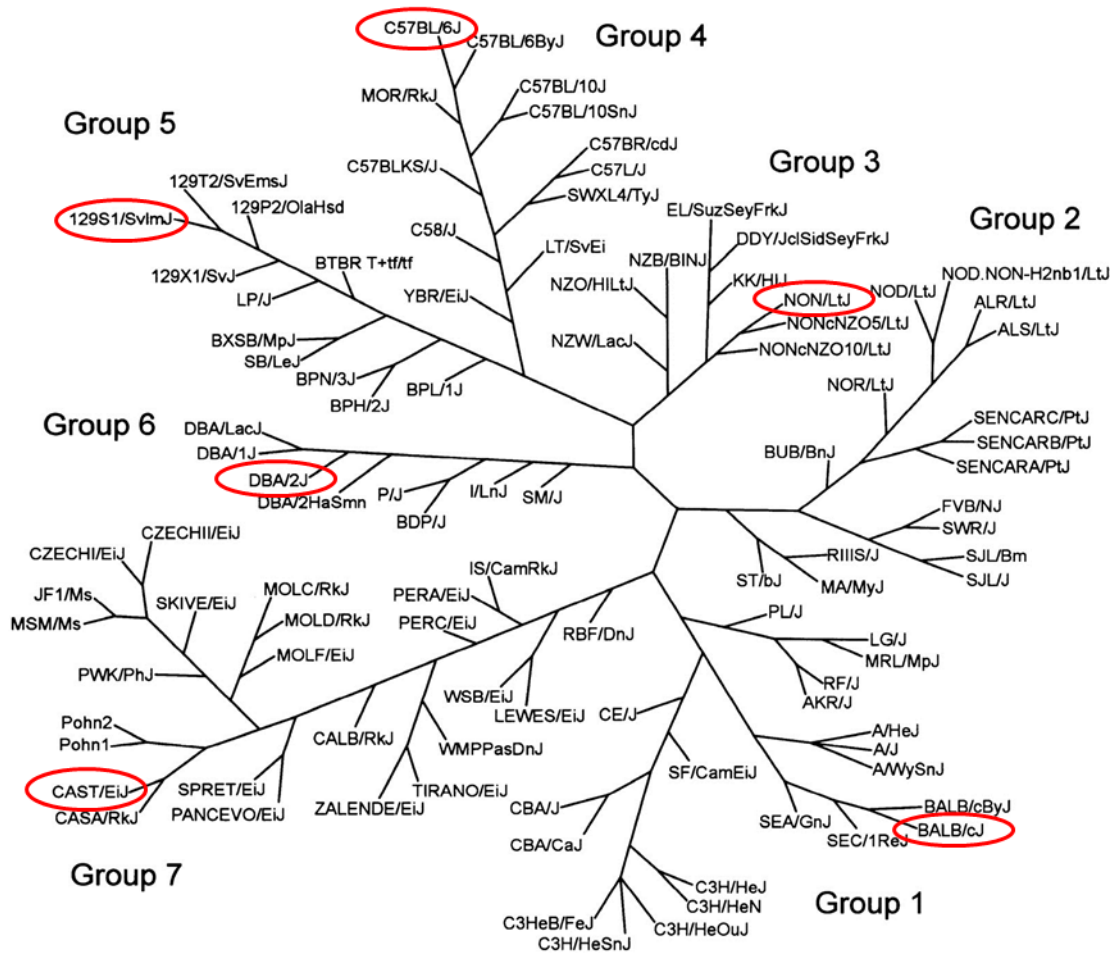 Group 4
C57BL/6J
C57BL/6ByJ
MOR/RkJ
C57BL/10J
C57BL/10SnJ
C57BLKS/J
C57BR/cdJ
C57L/J
SWXL4/TyJ
C58/J
LT/SvEi
YBR/EiJ
Group 5
129T2/SvEmsJ
129S1/SvImJ
129P2/OlaHsd
129X1/SvJ
BTBR T+tf/tf
LP/J
BXSB/MpJ
SB/LeJ
BPN/3J
BPH/2J
BPL/1J
Group 3
EL/SuzSeyFrkJ
DDY/JclSidSeyFrkJ
NZB/BINJ
NZO/HILtJ
KK/HIJ
NON/LtJ
NONcNZO5/LtJ
NZW/LacJ
NONcNZO10/LtJ
Group 2
NOD.NON-H2nb1/LtJ
NOD/LtJ
ALR/LtJ
ALS/LtJ
NOR/LtJ
SENCARC/PtJ
SENCARB/PtJ
SENCARA/PtJ
BUB/BnJ
FVB/NJ
SWR/J
SJL/Bm
SJL/J
RIIIS/J
ST/bJ
MA/MyJ
Group 6
DBA/LacJ
DBA/1J
DBA/2J
DBA/2HaSmn
P/J
BDP/J
I/LnJ
SM/J
CZECHII/EiJ
CZECHI/EiJ
JF1/Ms
MSM/Ms
SKIVE/EiJ
PWK/PhJ
MOLC/RkJ
MOLD/RkJ
MOLF/EiJ
IS/CamRkJ
PERA/EiJ
PERC/EiJ
RBF/DnJ
WSB/EiJ
LEWES/EiJ
Pohn2
Pohn1
CAST/EiJ
CASA/RkJ
SPRET/EiJ
PANCEVO/EiJ
CALB/RkJ
WMPPasDnJ
TIRANO/EiJ
ZALENDE/EiJ
Group 7
PL/J
LG/J
MRL/MpJ
RF/J
AKR/J
CE/J
SF/CamEiJ
A/HeJ
A/J
A/WySnJ
CBA/J
CBA/CaJ
SEA/GnJ
SEC/1ReJ
BALB/cByJ
BALB/cJ
C3H/HeJ
C3H/HeN
C3HeB/FeJ
C3H/HeOuJ
C3H/HeSnJ
Group 1